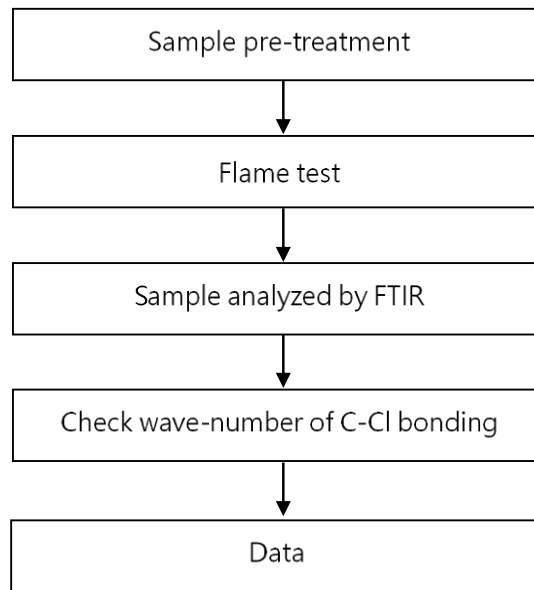 Sample pre-treatment
Flame test
Sample analyzed by FTIR
Check wave-number of C-Cl bonding
Data